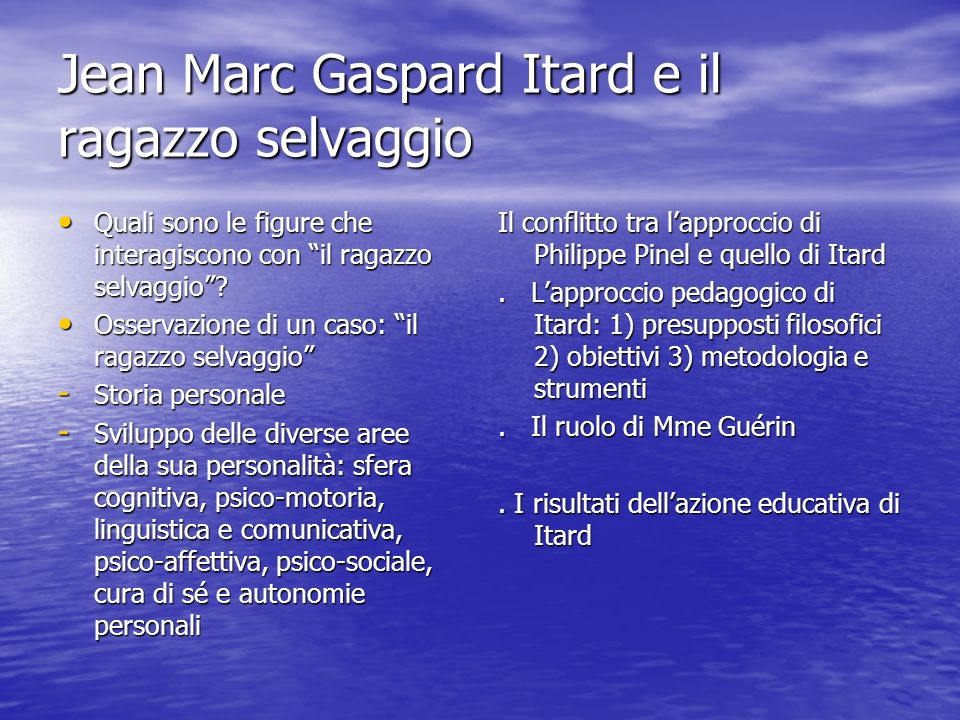 Jean Marc Gaspard Itard e il
ragazzo selvaggio
• Quali sono le figure che
interagiscono con “il ragazzo
selvaggio”?
• Osservazione di un caso: “il
ragazzo selvaggio”
- Storia personale
- Sviluppo delle diverse aree
della sua personalità: sfera
cognitiva, psico-motoria,
linguistica e comunicativa,
psico-affettiva, psico-sociale,
cura di sé e autonomie
personali
Il conflitto tra l’approccio di
Philippe Pinel e quello di Itard
. L’approccio pedagogico di
Itard: 1) presupposti filosofici
2) obiettivi 3) metodologia e
strumenti
. Il ruolo di Mme Guérin
. I risultati dell’azione educativa di
Itard